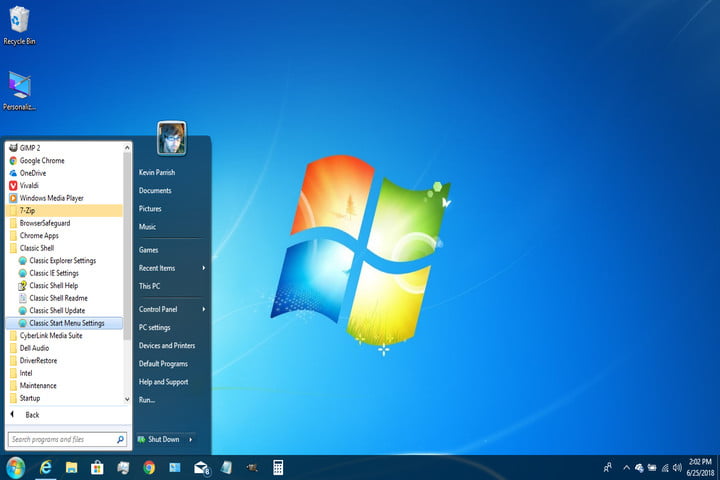 Recycle Bin
Personaliz...
GIMP 2
Google Chrome
OneDrive
Vivaldi
Windows Media Player
7-Zip
BrowserSafeguard
Chrome Apps
Classic Shell
Classic Explorer Settings
Classic IE Settings
Classic Shell Help
Classic Shell Readme
Classic Shell Update
Classic Start Menu Settings
CyberLink Media Suite
Dell Audio
DriverRestore
Intel
Maintenance
Startup
Back
Search programs and files
Kevin Parrish
Documents
Pictures
Music
Games
Recent Items
This PC
Control Panel
PC settings
Devices and Printers
Default Programs
Help and Support
Run...
Shut Down
2:02 PM
6/25/2018